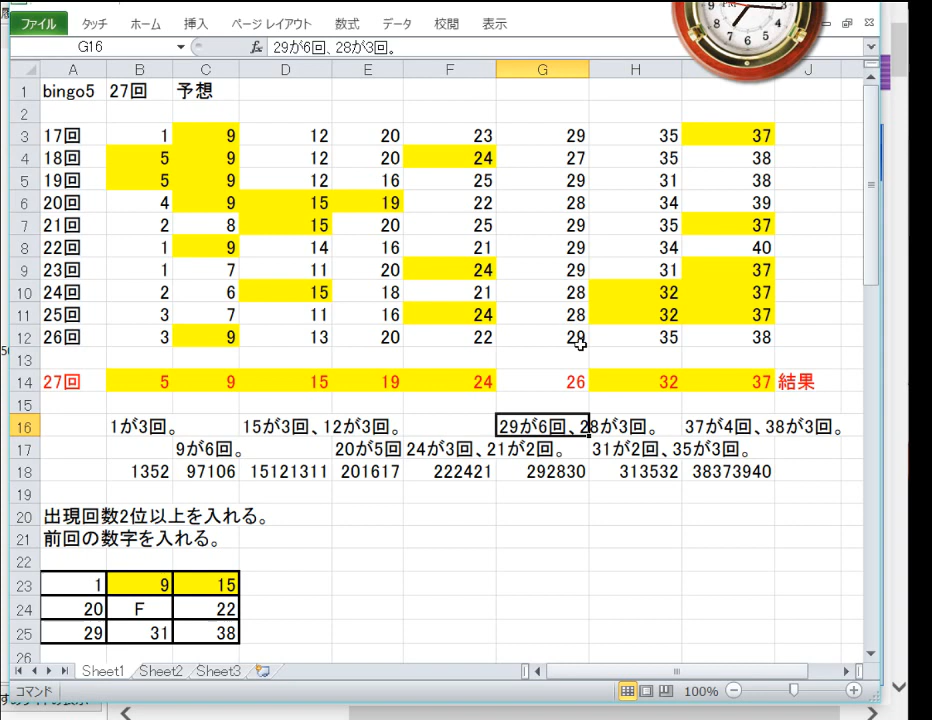 ファイル タッチ ホーム 挿入 ページ レイアウト 数式 データ 校閲 表示
G16 fx 29が6回、28が3回。
A B C D E F G H J
1 bingo5 27回 予想
2
3 17回 1 9 12 20 23 29 35 37
4 18回 5 9 12 20 24 27 35 38
5 19回 5 9 12 16 25 29 31 38
6 20回 4 9 15 19 22 28 34 39
7 21回 2 8 15 20 25 29 35 37
8 22回 1 9 14 16 21 29 34 40
9 23回 1 7 11 20 24 29 31 37
10 24回 2 6 15 18 21 28 32 37
11 25回 3 7 11 16 24 28 32 37
12 26回 3 9 13 20 22 29 35 38
13
14 27回 5 9 15 19 24 26 32 37 結果
15
16 1が3回。 15が3回、12が3回。 29が6回、28が3回。 37が4回、38が3回。
17 9が6回。 20が5回 24が3回、21が2回。 31が2回、35が3回。
18 1352 97106 15121311 201617 222421 292830 313532 38373940
19
20 出現回数2位以上を入れる。
21 前回の数字を入れる。
22
23 1 9 15
24 20 F 22
25 29 31 38
26
Sheet1 Sheet2 Sheet3
コマンド 100%